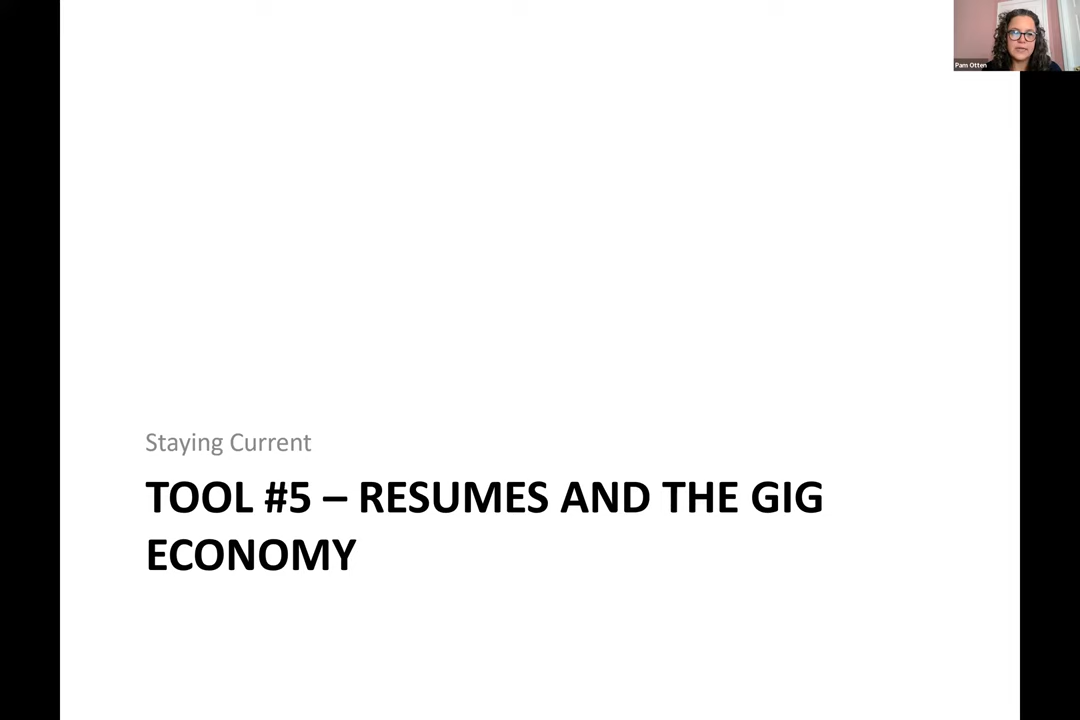 Pam Otten
Staying Current
TOOL #5 – RESUMES AND THE GIG
ECONOMY